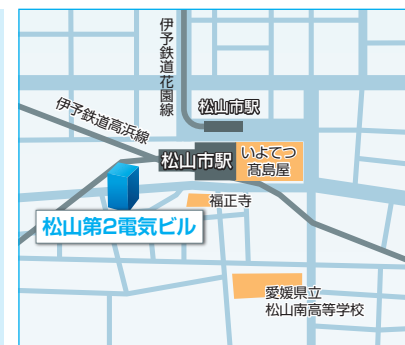 伊予鉄道花園線
松山市駅
伊予鉄道高浜線
松山市駅
いよてつ
髙島屋
福正寺
松山第2電気ビル
愛媛県立
松山南高等学校